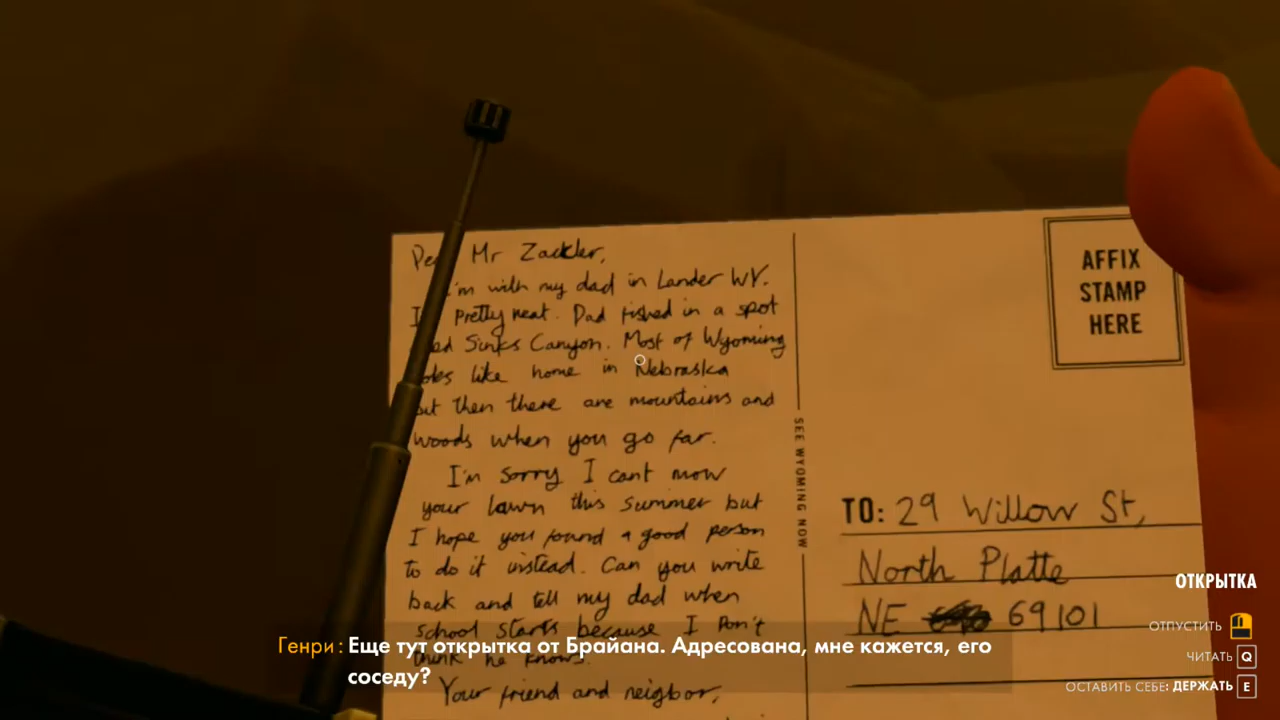 Mr Zackler,
I'm with my dad in Lander WY.
pretty neat. Dad fished in a spot
Sinks Canyon. Most of Wyoming
like home in Nebraska
but then there are mountains and
woods when you go far.
I'm sorry I cant mow
your lawn this summer but
I hope you found a good person
to do it instead. Can you write
back and tell my dad when
school starts because I don't
think he knows.
Your friend and neigbor,
SEE WYOMING NOW
AFFIX
STAMP
HERE
TO: 29 Willow St,
North Platte
NE 69101
ОТКРЫТКА
ОТПУСТИТЬ
ЧИТАТЬ Q
ОСТАВИТЬ СЕБЕ: ДЕРЖАТЬ E
Генри: Еще тут открытка от Брайана. Адресована, мне кажется, его
соседу?